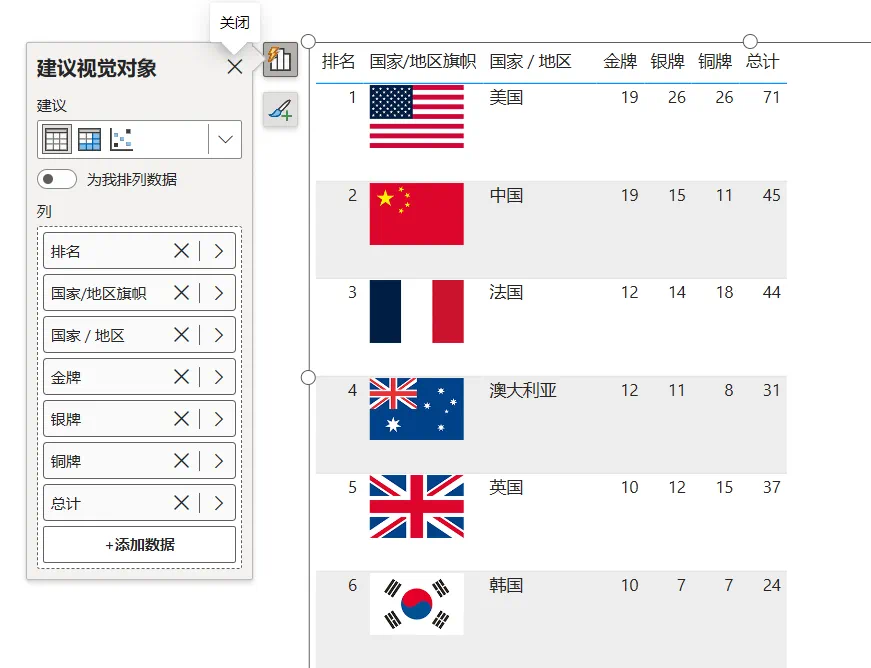 关闭
建议视觉对象
建议
为我排列数据
列
排名
国家/地区旗帜
国家 / 地区
金牌
银牌
铜牌
总计
+添加数据
排名 国家/地区旗帜 国家 / 地区 金牌 银牌 铜牌 总计
1 美国 19 26 26 71
2 中国 19 15 11 45
3 法国 12 14 18 44
4 澳大利亚 12 11 8 31
5 英国 10 12 15 37
6 韩国 10 7 7 24